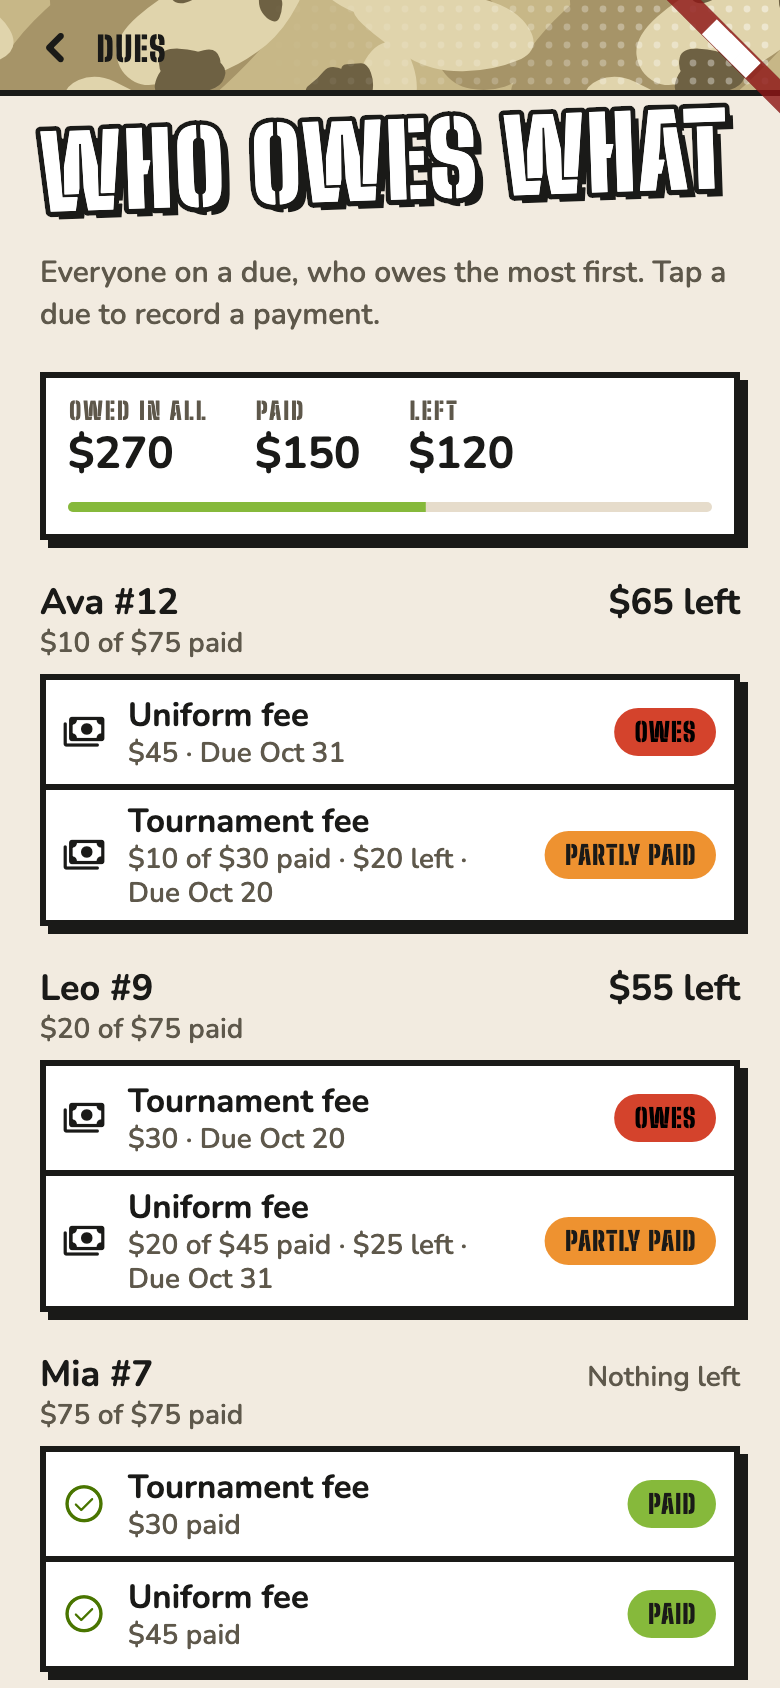 DUES
WHO OWES WHAT
Everyone on a due, who owes the most first. Tap a
due to record a payment.
OWED IN ALL PAID LEFT
$270 $150 $120
Ava #12 $65 left
$10 of $75 paid
Uniform fee
$45 · Due Oct 31
OWES
Tournament fee
$10 of $30 paid · $20 left ·
Due Oct 20
PARTLY PAID
Leo #9 $55 left
$20 of $75 paid
Tournament fee
$30 · Due Oct 20
OWES
Uniform fee
$20 of $45 paid · $25 left ·
Due Oct 31
PARTLY PAID
Mia #7 Nothing left
$75 of $75 paid
Tournament fee
$30 paid
PAID
Uniform fee
$45 paid
PAID